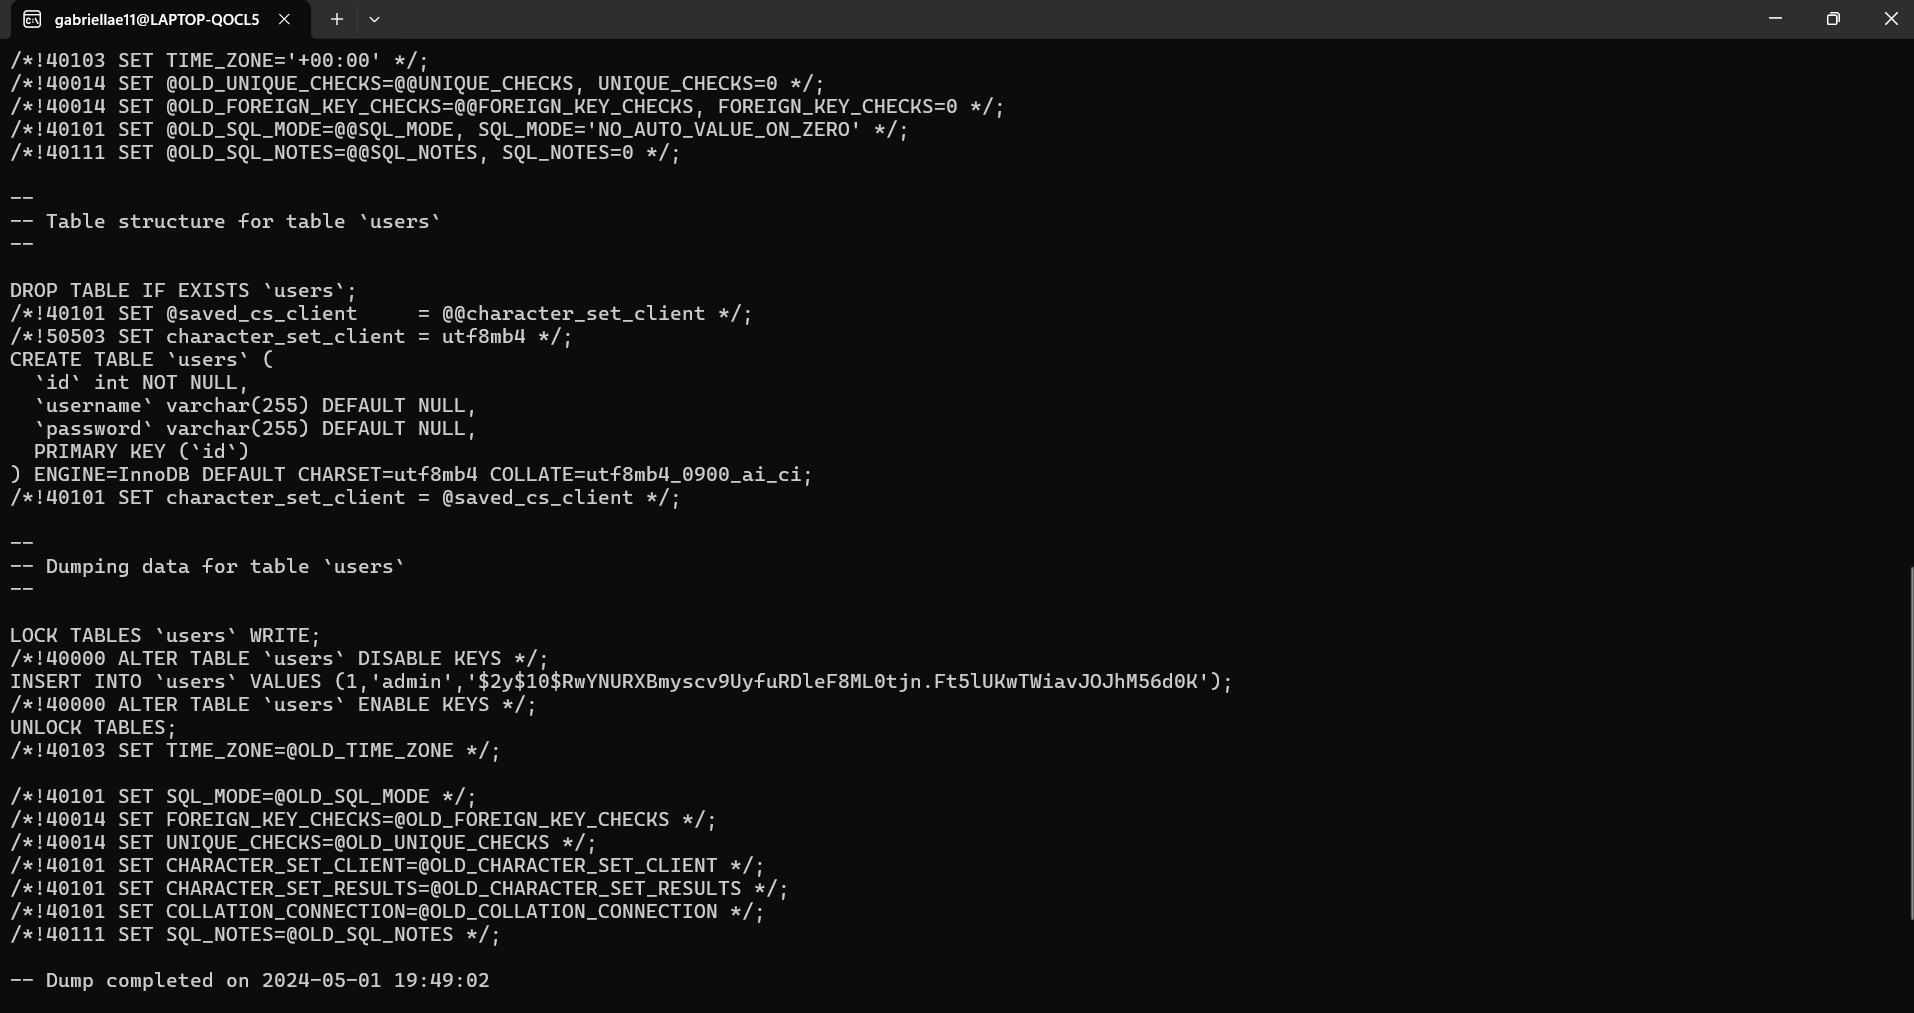 gabriellae11@LAPTOP-QOCL5
/*!40103 SET TIME_ZONE='+00:00' */;
/*!40014 SET @OLD_UNIQUE_CHECKS=@@UNIQUE_CHECKS, UNIQUE_CHECKS=0 */;
/*!40014 SET @OLD_FOREIGN_KEY_CHECKS=@@FOREIGN_KEY_CHECKS, FOREIGN_KEY_CHECKS=0 */;
/*!40101 SET @OLD_SQL_MODE=@@SQL_MODE, SQL_MODE='NO_AUTO_VALUE_ON_ZERO' */;
/*!40111 SET @OLD_SQL_NOTES=@@SQL_NOTES, SQL_NOTES=0 */;
--
-- Table structure for table `users`
--
DROP TABLE IF EXISTS `users`;
/*!40101 SET @saved_cs_client     = @@character_set_client */;
/*!50503 SET character_set_client = utf8mb4 */;
CREATE TABLE `users` (
  `id` int NOT NULL,
  `username` varchar(255) DEFAULT NULL,
  `password` varchar(255) DEFAULT NULL,
  PRIMARY KEY (`id`)
) ENGINE=InnoDB DEFAULT CHARSET=utf8mb4 COLLATE=utf8mb4_0900_ai_ci;
/*!40101 SET character_set_client = @saved_cs_client */;
--
-- Dumping data for table `users`
--
LOCK TABLES `users` WRITE;
/*!40000 ALTER TABLE `users` DISABLE KEYS */;
INSERT INTO `users` VALUES (1,'admin','$2y$10$RwYNURXBmyscv9UyfuRDleF8ML0tjn.Ft5lUKwTWiavJOJhM56d0K');
/*!40000 ALTER TABLE `users` ENABLE KEYS */;
UNLOCK TABLES;
/*!40103 SET TIME_ZONE=@OLD_TIME_ZONE */;
/*!40101 SET SQL_MODE=@OLD_SQL_MODE */;
/*!40014 SET FOREIGN_KEY_CHECKS=@OLD_FOREIGN_KEY_CHECKS */;
/*!40014 SET UNIQUE_CHECKS=@OLD_UNIQUE_CHECKS */;
/*!40101 SET CHARACTER_SET_CLIENT=@OLD_CHARACTER_SET_CLIENT */;
/*!40101 SET CHARACTER_SET_RESULTS=@OLD_CHARACTER_SET_RESULTS */;
/*!40101 SET COLLATION_CONNECTION=@OLD_COLLATION_CONNECTION */;
/*!40111 SET SQL_NOTES=@OLD_SQL_NOTES */;
-- Dump completed on 2024-05-01 19:49:02